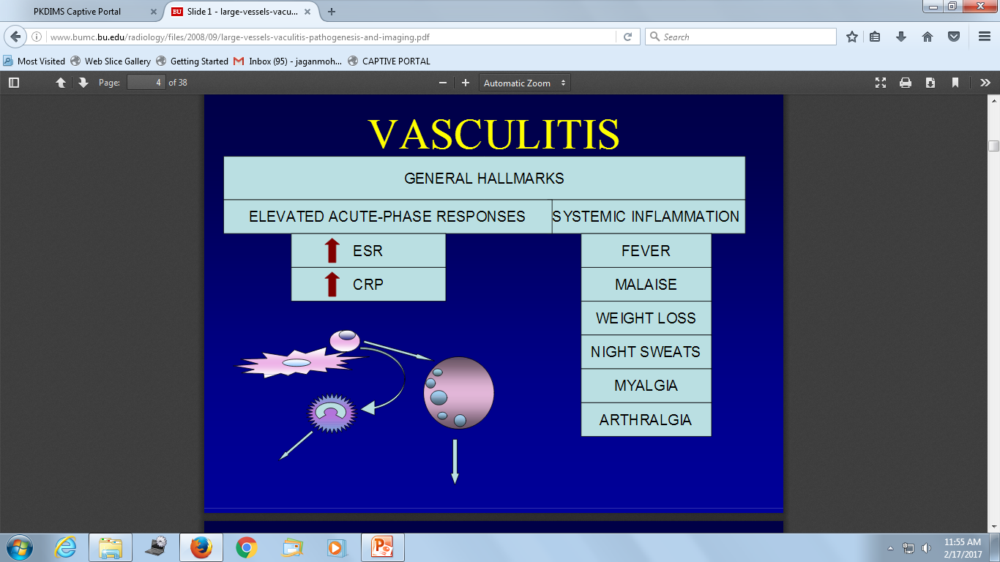 PKDIMS Captive Portal
BU Slide 1 - large-vessels-vacu...
www.bumc.bu.edu/radiology/files/2008/09/large-vessels-vaculitis-pathogenesis-and-imaging.pdf
Search
Most Visited Web Slice Gallery Getting Started Inbox (95) - jaganmoh... CAPTIVE PORTAL
Page: 4 of 38 Automatic Zoom
VASCULITIS
GENERAL HALLMARKS
ELEVATED ACUTE-PHASE RESPONSES SYSTEMIC INFLAMMATION
ESR FEVER
CRP MALAISE
WEIGHT LOSS
NIGHT SWEATS
MYALGIA
ARTHRALGIA
11:55 AM
2/17/2017